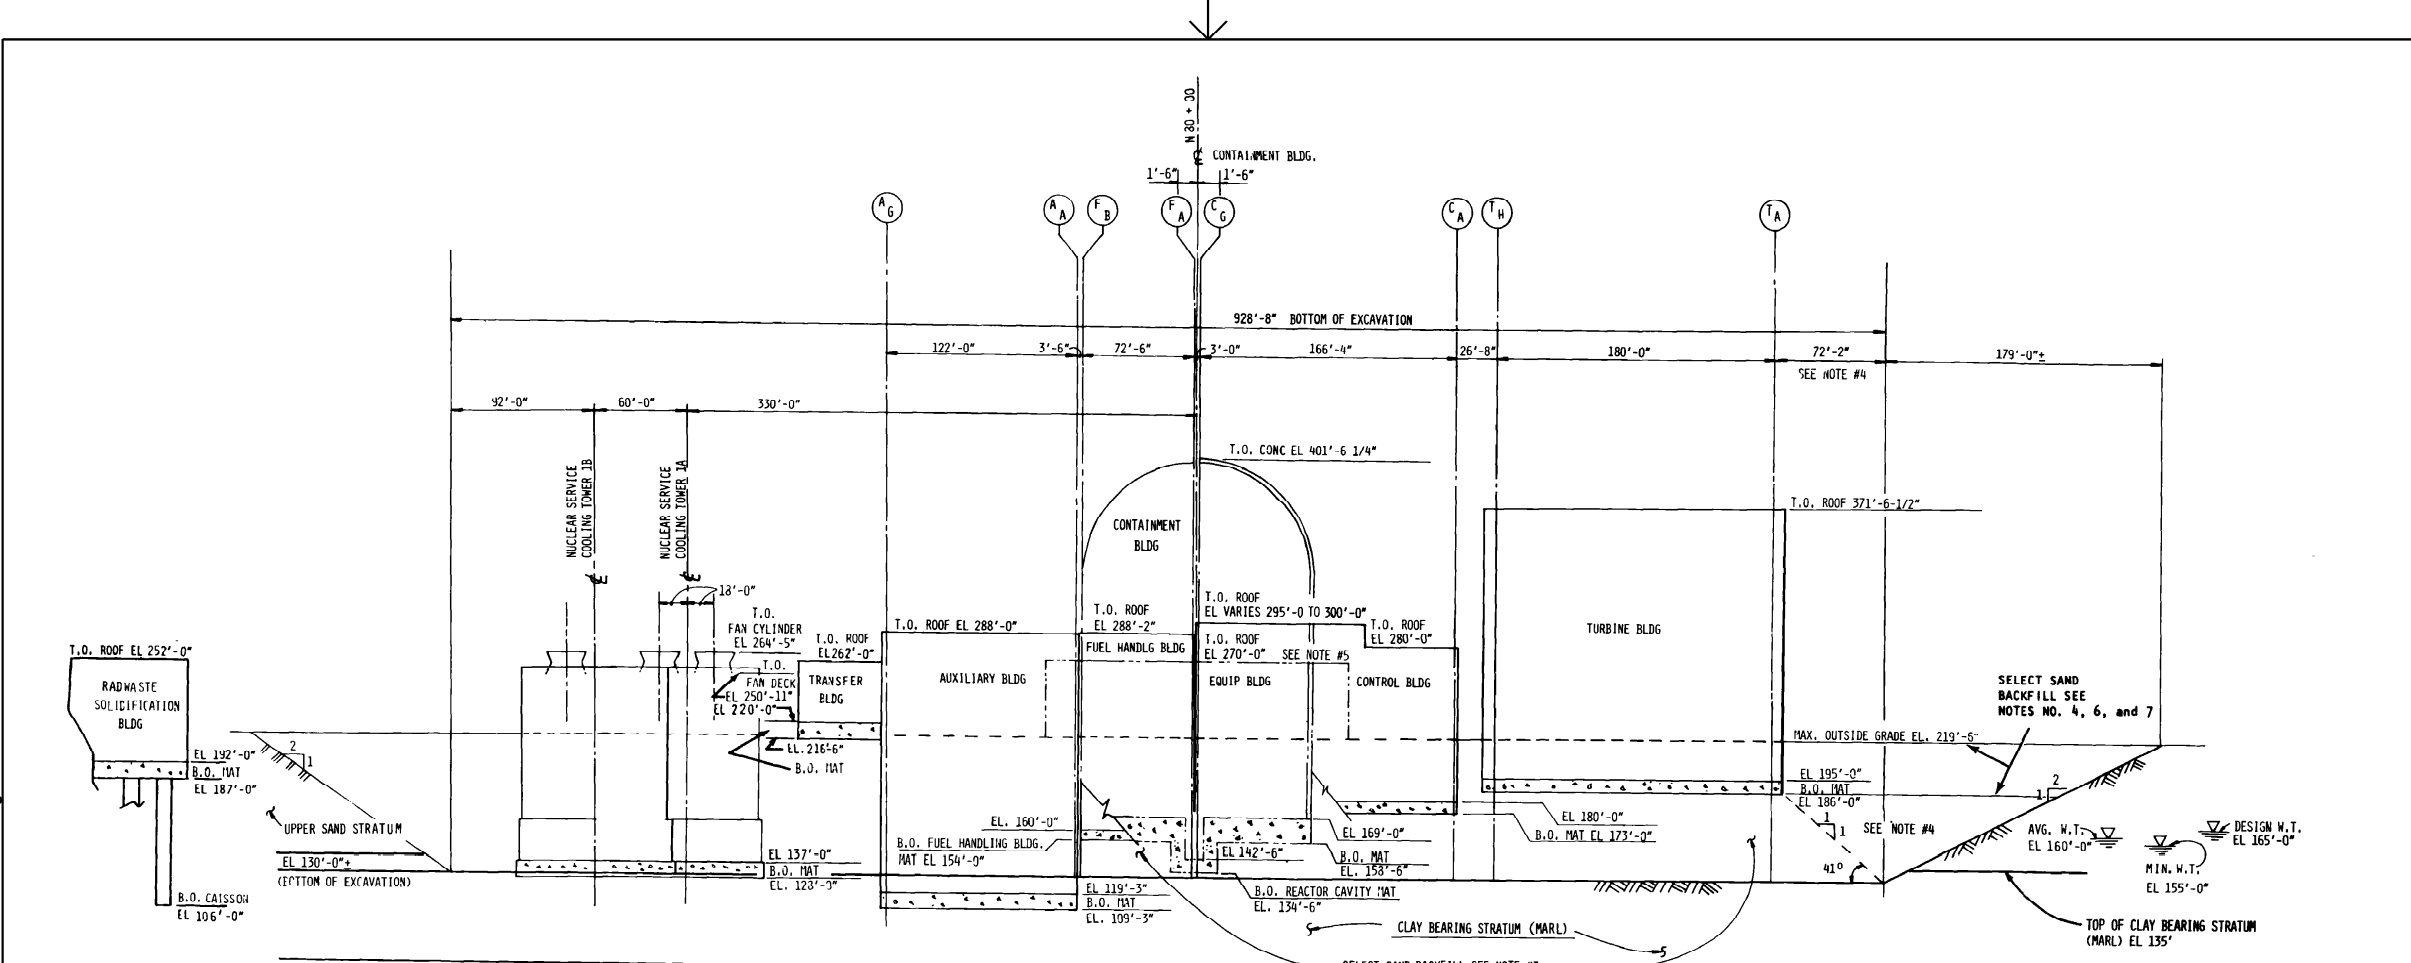 N 80 + 00
℄ CONTAINMENT BLDG.
1'-6" 1'-6"
A G
A A
F B
F A
C G
C A
T H
T A
928'-8" BOTTOM OF EXCAVATION
122'-0" 3'-6" 72'-6" 3'-0" 166'-4" 26'-8" 180'-0" 72'-2" 179'-0"±
SEE NOTE #4
92'-0" 60'-0" 330'-0"
NUCLEAR SERVICE
COOLING TOWER 1B
℄
NUCLEAR SERVICE
COOLING TOWER 1A
℄
18'-0"
T.O. CONC EL 401'-6 1/4"
CONTAINMENT
BLDG
T.O. ROOF 371'-6-1/2"
TURBINE BLDG
T.O.
FAN CYLINDER
EL 264'-5"
T.O.
FAN DECK
EL 250'-11"
EL 220'-0"
T.O. ROOF
EL262'-0"
TRANSFER
BLDG
EL.216'-6"
B.O. MAT
T.O. ROOF EL 288'-0"
AUXILIARY BLDG
T.O. ROOF
EL 288'-2"
FUEL HANDLG BLDG
T.O. ROOF
EL VARIES 295'-0 TO 300'-0"
T.O. ROOF
EL 270'-0" SEE NOTE #5
EQUIP BLDG
T.O. ROOF
EL 280'-0"
CONTROL BLDG
T.O. ROOF EL 252'-0"
RADWASTE
SOLIDIFICATION
BLDG
EL 192'-0"
B.O. MAT
EL 187'-0"
B.O. CAISSON
EL 106'-0"
2
1
UPPER SAND STRATUM
EL 130'-0"±
(BOTTOM OF EXCAVATION)
EL 137'-0"
B.O. MAT
EL. 128'-0"
EL. 160'-0"
B.O. FUEL HANDLING BLDG.
MAT EL 154'-0"
EL 119'-3"
B.O. MAT
EL. 109'-3"
EL 142'-6"
EL 169'-0"
B.O. MAT
EL. 158'-6"
B.O. REACTOR CAVITY MAT
EL. 134'-6"
EL 180'-0"
B.O. MAT EL 173'-0"
EL 195'-0"
B.O. MAT
EL 186'-0"
MAX. OUTSIDE GRADE EL. 219'-6"
SELECT SAND
BACKFILL SEE
NOTES NO. 4, 6, and 7
2
1
1
1
SEE NOTE #4
41°
AVG. W.T.
EL 160'-0"
MIN. W.T.
EL 155'-0"
DESIGN W.T.
EL 165'-0"
TOP OF CLAY BEARING STRATUM
(MARL) EL 135'
CLAY BEARING STRATUM (MARL)